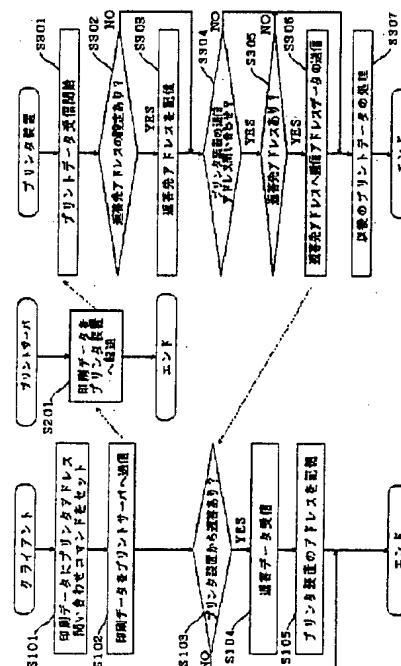 クライアント
S101
印刷データにプリンタアドレス
問い合わせコマンドをセット
S102
印刷データをプリントサーバへ送信
S103
プリンタ装置から返答あり?
NO
YES
S104
返答データ受信
S105
プリンタ装置のアドレスを記憶
エンド
プリントサーバ
S201
印刷データを
プリンタ装置
へ転送
エンド
プリンタ装置
S301
プリントデータ受信開始
S302
返答先アドレスの設定あり?
NO
YES
S303
返答先アドレスを記憶
S304
プリンタ装置の通信
アドレス問い合わせ?
NO
YES
S305
返答先アドレスあり?
NO
YES
S306
返答先アドレスへ通信アドレスデータの送信
S307
以後のプリントデータの処理
エンド